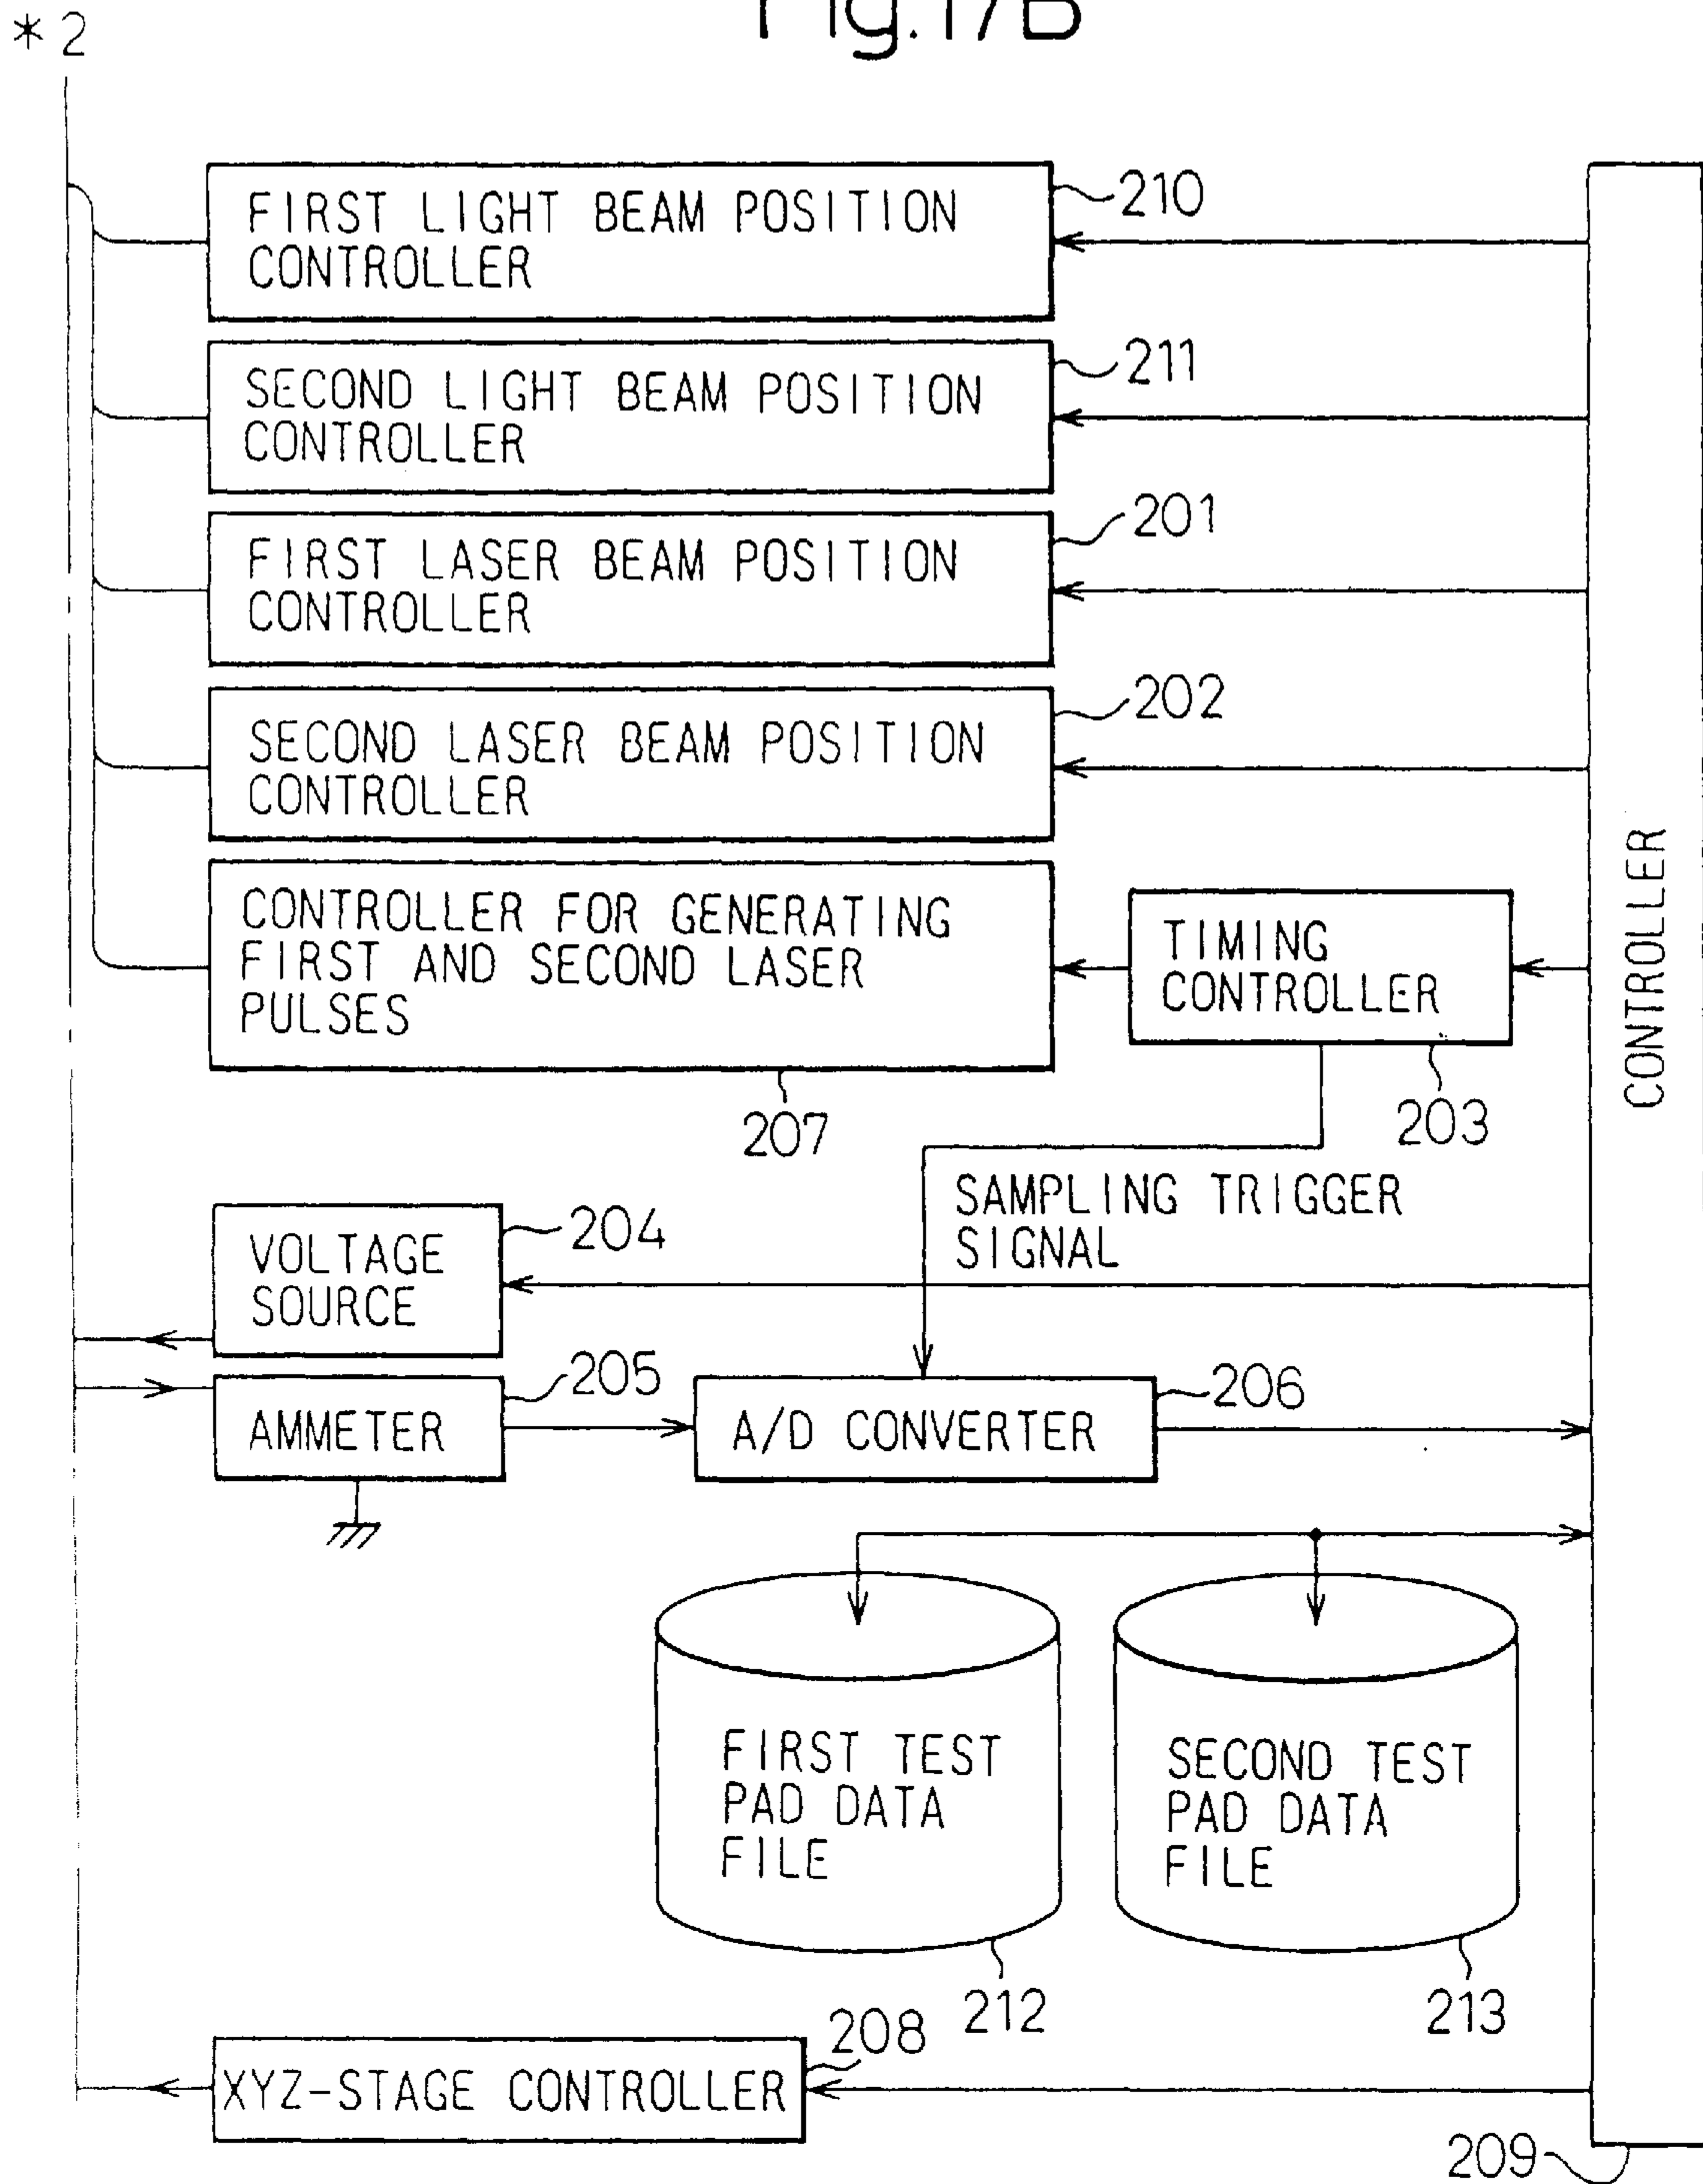 Fig.17B
*2
FIRST LIGHT BEAM POSITION
CONTROLLER
210
SECOND LIGHT BEAM POSITION
CONTROLLER
211
FIRST LASER BEAM POSITION
CONTROLLER
201
SECOND LASER BEAM POSITION
CONTROLLER
202
CONTROLLER FOR GENERATING
FIRST AND SECOND LASER
PULSES
207
TIMING
CONTROLLER
203
CONTROLLER
SAMPLING TRIGGER
SIGNAL
VOLTAGE
SOURCE
204
AMMETER
205
A/D CONVERTER
206
FIRST TEST
PAD DATA
FILE
212
SECOND TEST
PAD DATA
FILE
213
XYZ-STAGE CONTROLLER
208
209